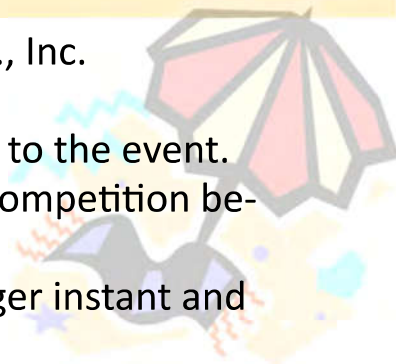 ., Inc.
to the event.
ompetition be-
ger instant and